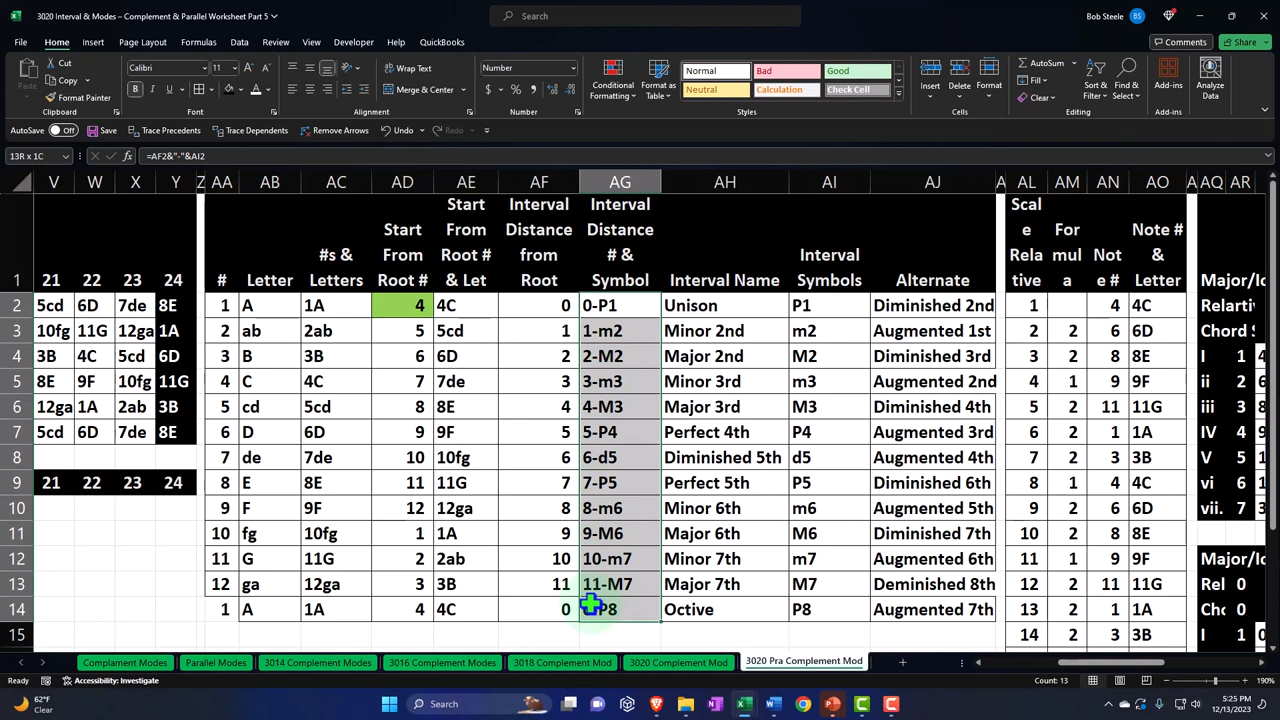 3020 Interval & Modes – Complement & Parallel Worksheet Part 5
Search
Bob Steele BS
File Home Insert Page Layout Formulas Data Review View Developer Help QuickBooks Comments Share
Paste Cut Copy Format Painter Clipboard
Calibri 11 B I U Font
Wrap Text Merge & Center Alignment
Number $ % Number
Conditional Formatting Format as Table Normal Bad Good Neutral Calculation Check Cell Styles
Insert Delete Format Cells
AutoSum Fill Clear Sort & Filter Find & Select Editing
Add-ins Add-ins Analyze Data
AutoSave Off Save Trace Precedents Trace Dependents Remove Arrows Undo
13R x 1C fx =AF2&"-"&AI2
V W X Y Z AA AB AC AD AE AF AG AH AI AJ AL AM AN AO AQ AR
1 21 22 23 24 # Letter #s & Letters Start From Root # Start From Root # & Let Interval Distance from Root Interval Distance # & Symbol Interval Name Interval Symbols Alternate Scale Relative Formula Note # Note # & Letter
2 5cd 6D 7de 8E 1 A 1A 4 4C 0 0-P1 Unison P1 Diminished 2nd 1 4 4C
3 10fg 11G 12ga 1A 2 ab 2ab 5 5cd 1 1-m2 Minor 2nd m2 Augmented 1st 2 2 6 6D
4 3B 4C 5cd 6D 3 B 3B 6 6D 2 2-M2 Major 2nd M2 Diminished 3rd 3 2 8 8E
5 8E 9F 10fg 11G 4 C 4C 7 7de 3 3-m3 Minor 3rd m3 Augmented 2nd 4 1 9 9F I 1
6 12ga 1A 2ab 3B 5 cd 5cd 8 8E 4 4-M3 Major 3rd M3 Diminished 4th 5 2 11 11G ii 2
7 5cd 6D 7de 8E 6 D 6D 9 9F 5 5-P4 Perfect 4th P4 Augmented 3rd 6 2 1 1A iii 3
8 7 de 7de 10 10fg 6 6-d5 Diminished 5th d5 Augmented 4th 7 2 3 3B IV 4
9 21 22 23 24 8 E 8E 11 11G 7 7-P5 Perfect 5th P5 Diminished 6th 8 1 4 4C V 5
10 9 F 9F 12 12ga 8 8-m6 Minor 6th m6 Augmented 5th 9 2 6 6D vi 6
11 10 fg 10fg 1 1A 9 9-M6 Major 6th M6 Diminished 7th 10 2 8 8E vii. 7
12 11 G 11G 2 2ab 10 10-m7 Minor 7th m7 Augmented 6th 11 1 9 9F
13 12 ga 12ga 3 3B 11 11-M7 Major 7th M7 Deminished 8th 12 2 11 11G
14 1 A 1A 4 4C 0 Octive P8 Augmented 7th 13 2 1 1A
15 14 2 3 3B I 1
Complament Modes Parallel Modes 3014 Complement Modes 3016 Complement Modes 3018 Complement Mod 3020 Complement Mod 3020 Pra Complement Mod
Ready Accessibility: Investigate Count: 13 190%
62°F Clear Search 5:25 PM 12/13/2023